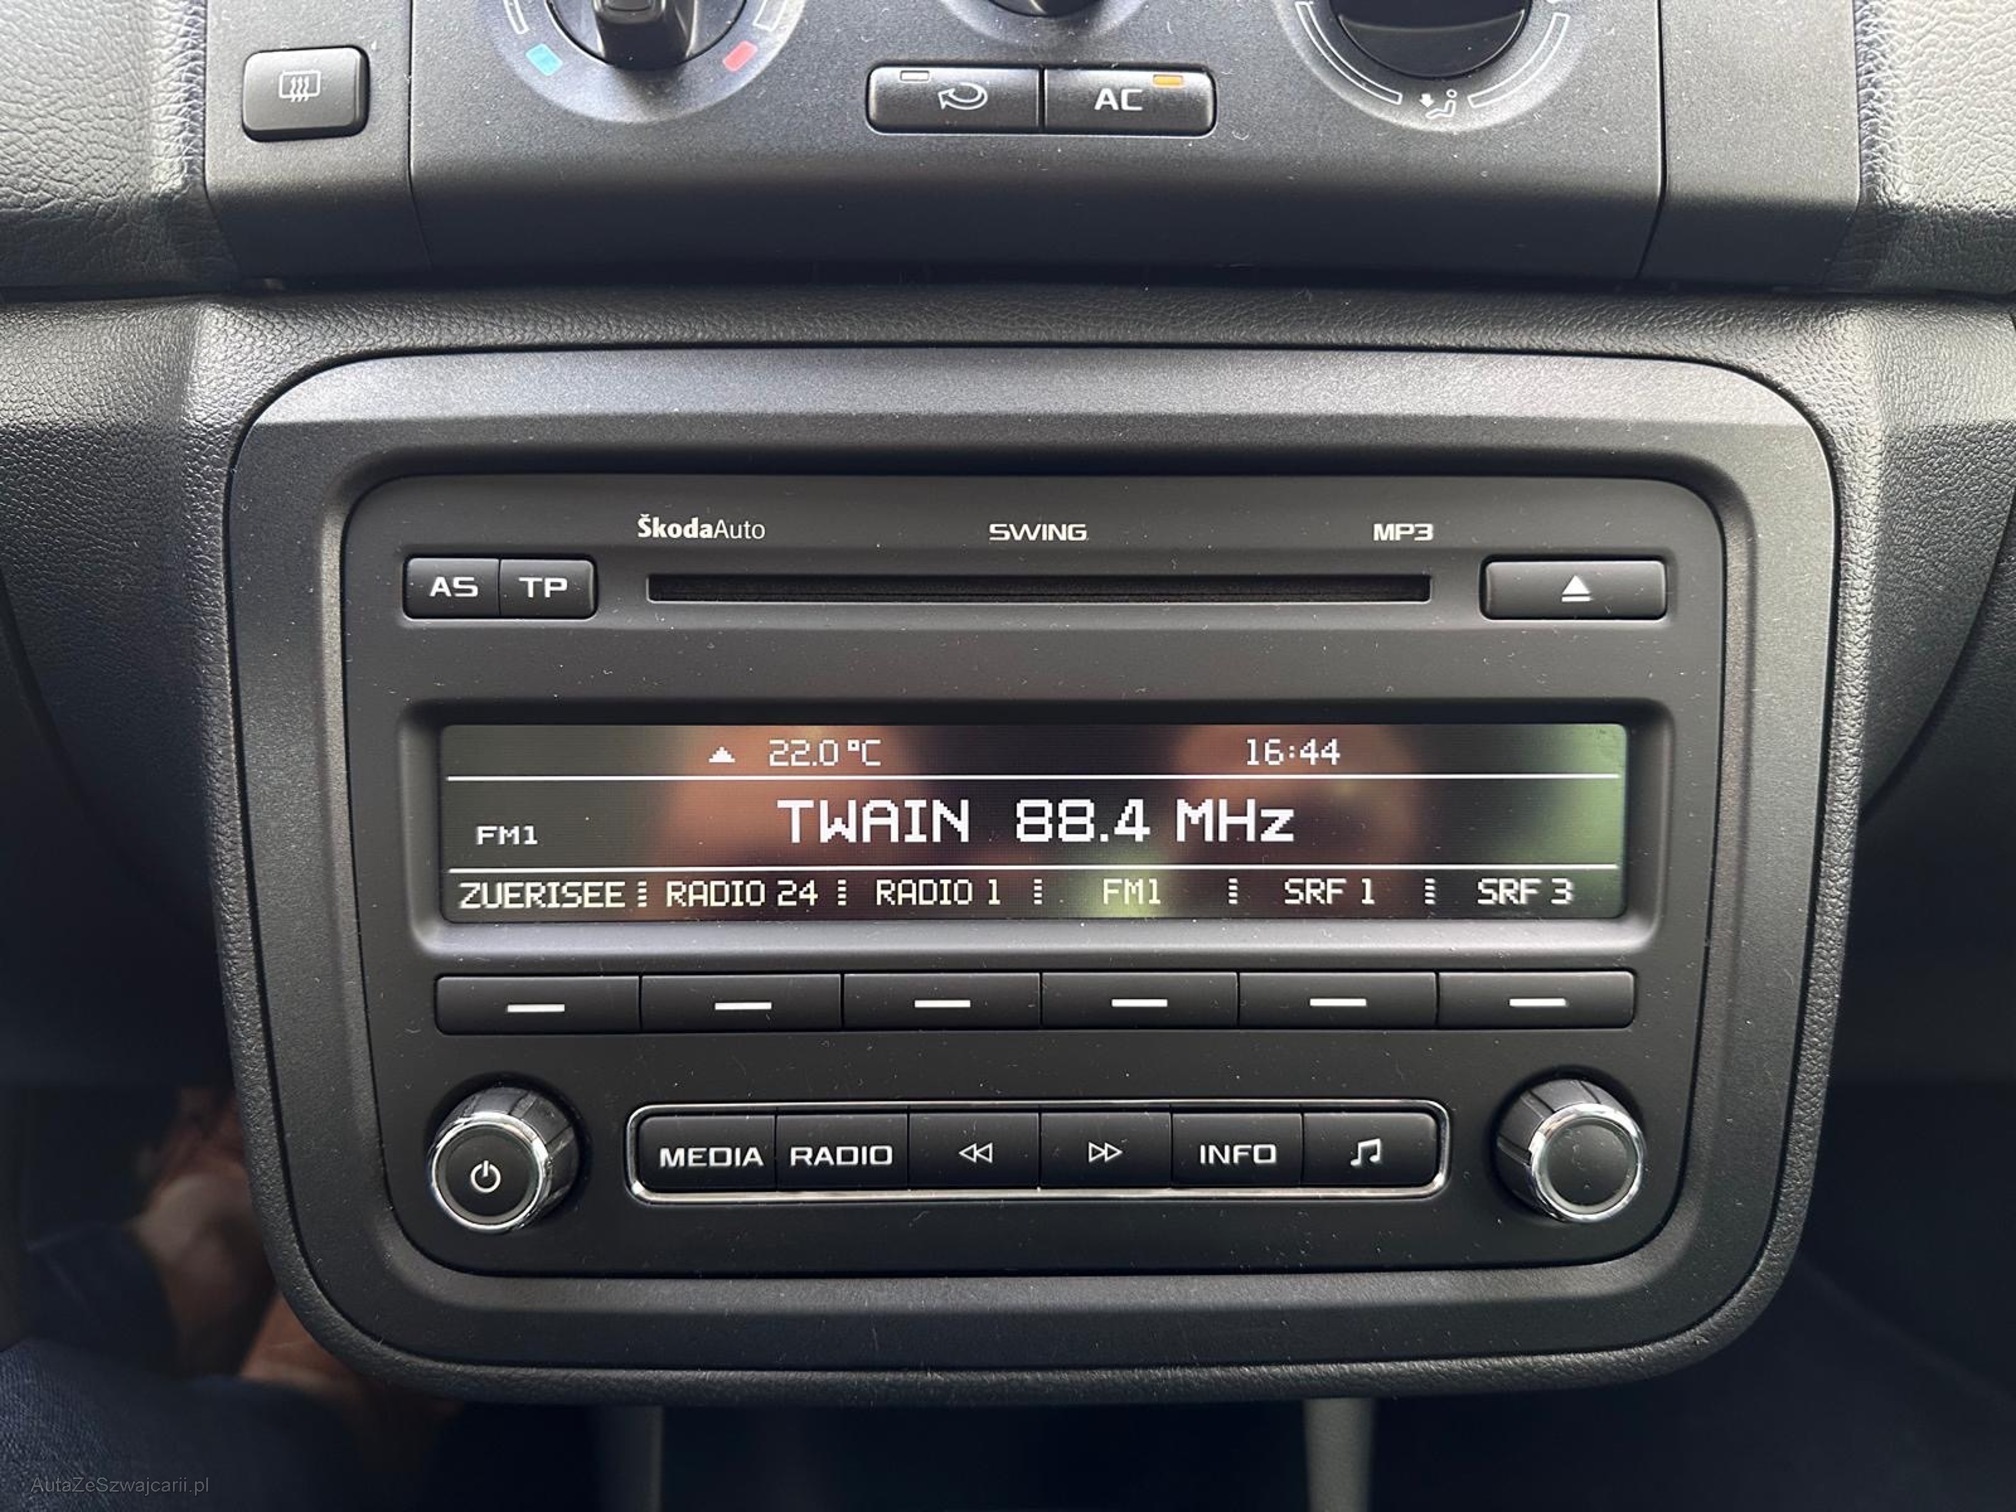 AC
ŠkodaAuto SWING MP3
AS TP
22.0 °C 16:44
FM1 TWAIN 88.4 MHz
ZUERISEE RADIO 24 RADIO 1 FM1 SRF 1 SRF 3
MEDIA RADIO INFO
AutaZeSzwajcarii.pl